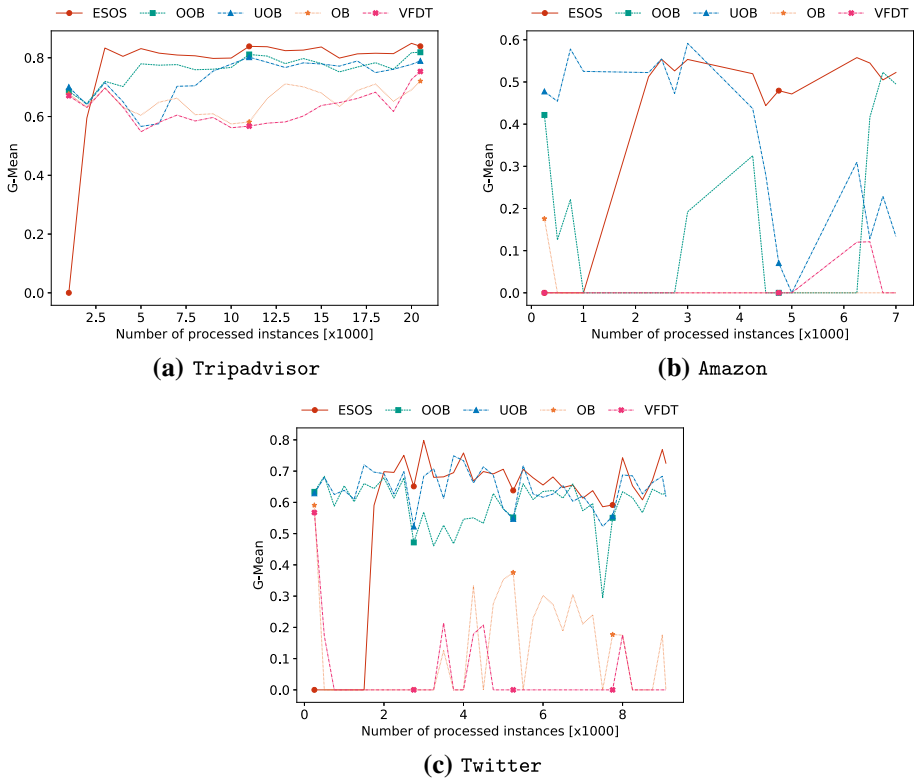 ESOS OOB UOB OB VFDT
0.8
0.6
0.4
0.2
0.0
G-Mean
2.5 5.0 7.5 10.0 12.5 15.0 17.5 20.0
Number of processed instances [x1000]
(a) Tripadvisor
ESOS OOB UOB OB VFDT
0.6
0.5
0.4
0.3
0.2
0.1
0.0
G-Mean
0 1 2 3 4 5 6 7
Number of processed instances [x1000]
(b) Amazon
ESOS OOB UOB OB VFDT
0.8
0.7
0.6
0.5
0.4
0.3
0.2
0.1
0.0
G-Mean
2 4 6 8
Number of processed instances [x1000]
(c) Twitter